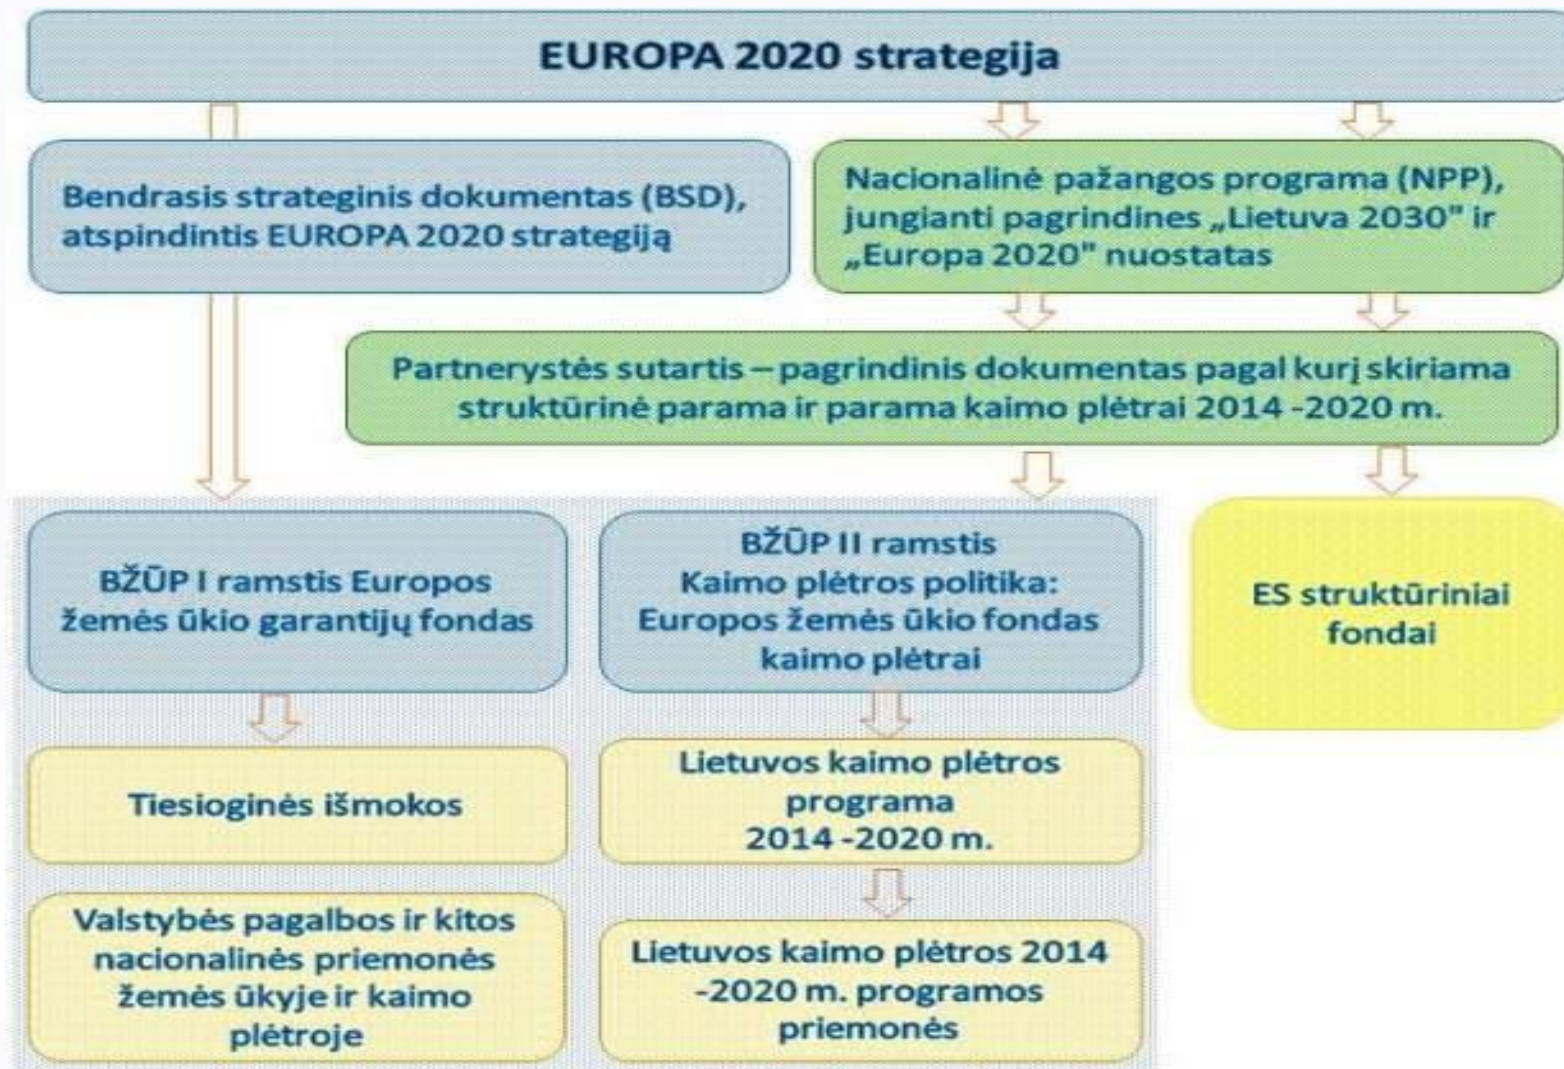 EUROPA 2020 strategija
Bendrasis strateginis dokumentas (BSD),
atspindintis EUROPA 2020 strategiją
Nacionalinė pažangos programa (NPP),
jungianti pagrindines „Lietuva 2030" ir
„Europa 2020" nuostatas
Partnerystės sutartis – pagrindinis dokumentas pagal kurį skiriama
struktūrinė parama ir parama kaimo plėtrai 2014 -2020 m.
BŽŪP I ramstis Europos
žemės ūkio garantijų fondas
BŽŪP II ramstis
Kaimo plėtros politika:
Europos žemės ūkio fondas
kaimo plėtrai
ES struktūriniai
fondai
Tiesioginės išmokos
Lietuvos kaimo plėtros
programa
2014 -2020 m.
Valstybės pagalbos ir kitos
nacionalinės priemonės
žemės ūkyje ir kaimo
plėtroje
Lietuvos kaimo plėtros 2014
-2020 m. programos
priemonės